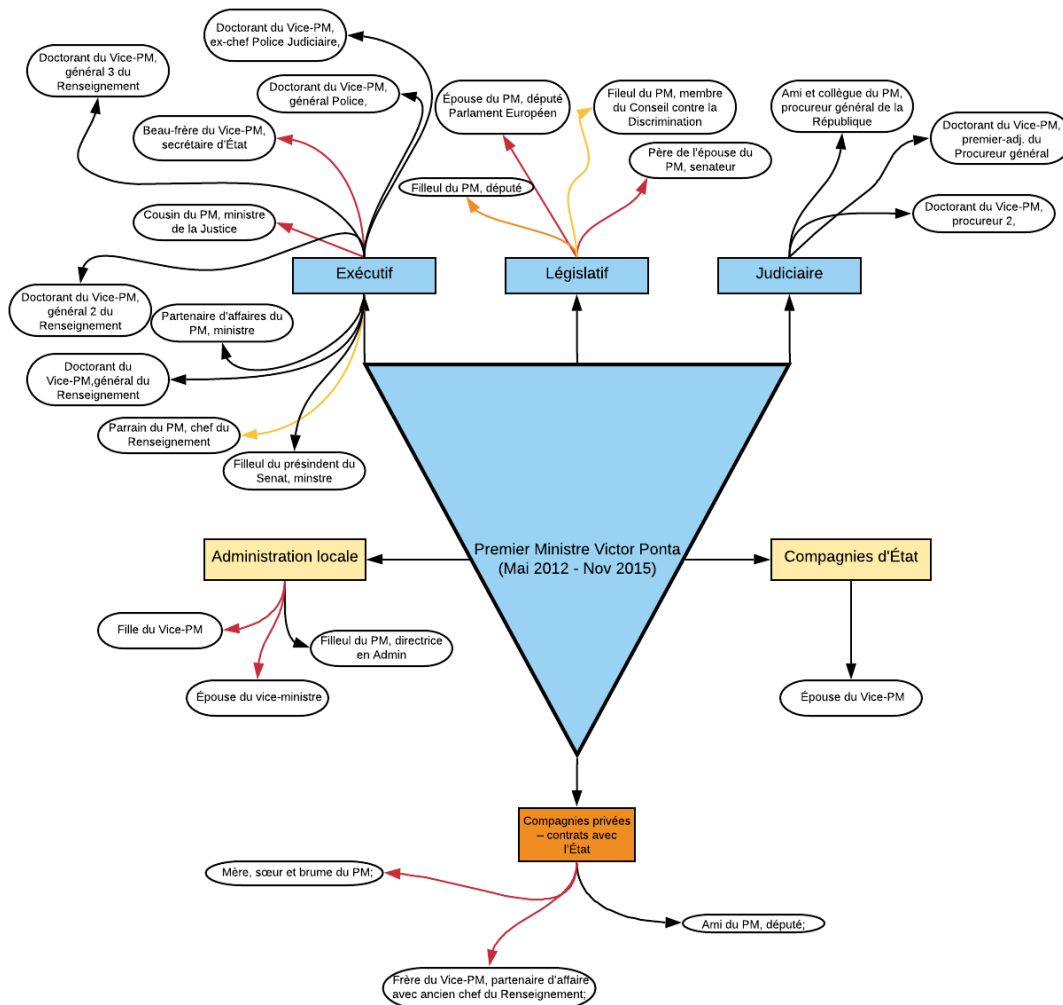 Doctorant du Vice-PM,
ex-chef Police Judiciaire,
Doctorant du Vice-PM,
général 3 du
Renseignement
Doctorant du Vice-PM,
général Police,
Beau-frère du Vice-PM,
secrétaire d'État
Cousin du PM, ministre
de la Justice
Épouse du PM, député
Parlament Européen
Fileul du PM, membre
du Conseil contre la
Discrimination
Filleul du PM, député
Père de l'épouse du
PM, senateur
Ami et collègue du PM,
procureur général de la
République
Doctorant du Vice-PM,
premier-adj. du
Procureur général
Doctorant du Vice-PM,
procureur 2,
Exécutif
Législatif
Judiciaire
Doctorant du Vice-PM,
général 2 du
Renseignement
Partenaire d'affaires du
PM, ministre
Doctorant du
Vice-PM,général du
Renseignement
Parrain du PM, chef du
Renseignement
Filleul du présindent du
Senat, minstre
Administration locale
Premier Ministre Victor Ponta
(Mai 2012 - Nov 2015)
Compagnies d'État
Fille du Vice-PM
Filleul du PM, directrice
en Admin
Épouse du vice-ministre
Épouse du Vice-PM
Compagnies privées
– contrats avec
l'État
Mère, sœur et brume du PM;
Ami du PM, député;
Frère du Vice-PM, partenaire d'affaire
avec ancien chef du Renseignement;